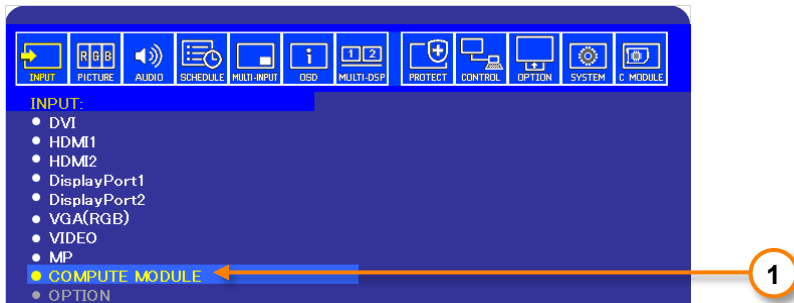 RGB
i
1 2
INPUT PICTURE AUDIO SCHEDULE MULTI-INPUT OSD MULTI-DSP PROTECT CONTROL OPTION SYSTEM C MODULE
INPUT:
DVI
HDMI1
HDMI2
DisplayPort1
DisplayPort2
VGA(RGB)
VIDEO
MP
COMPUTE MODULE
1
OPTION